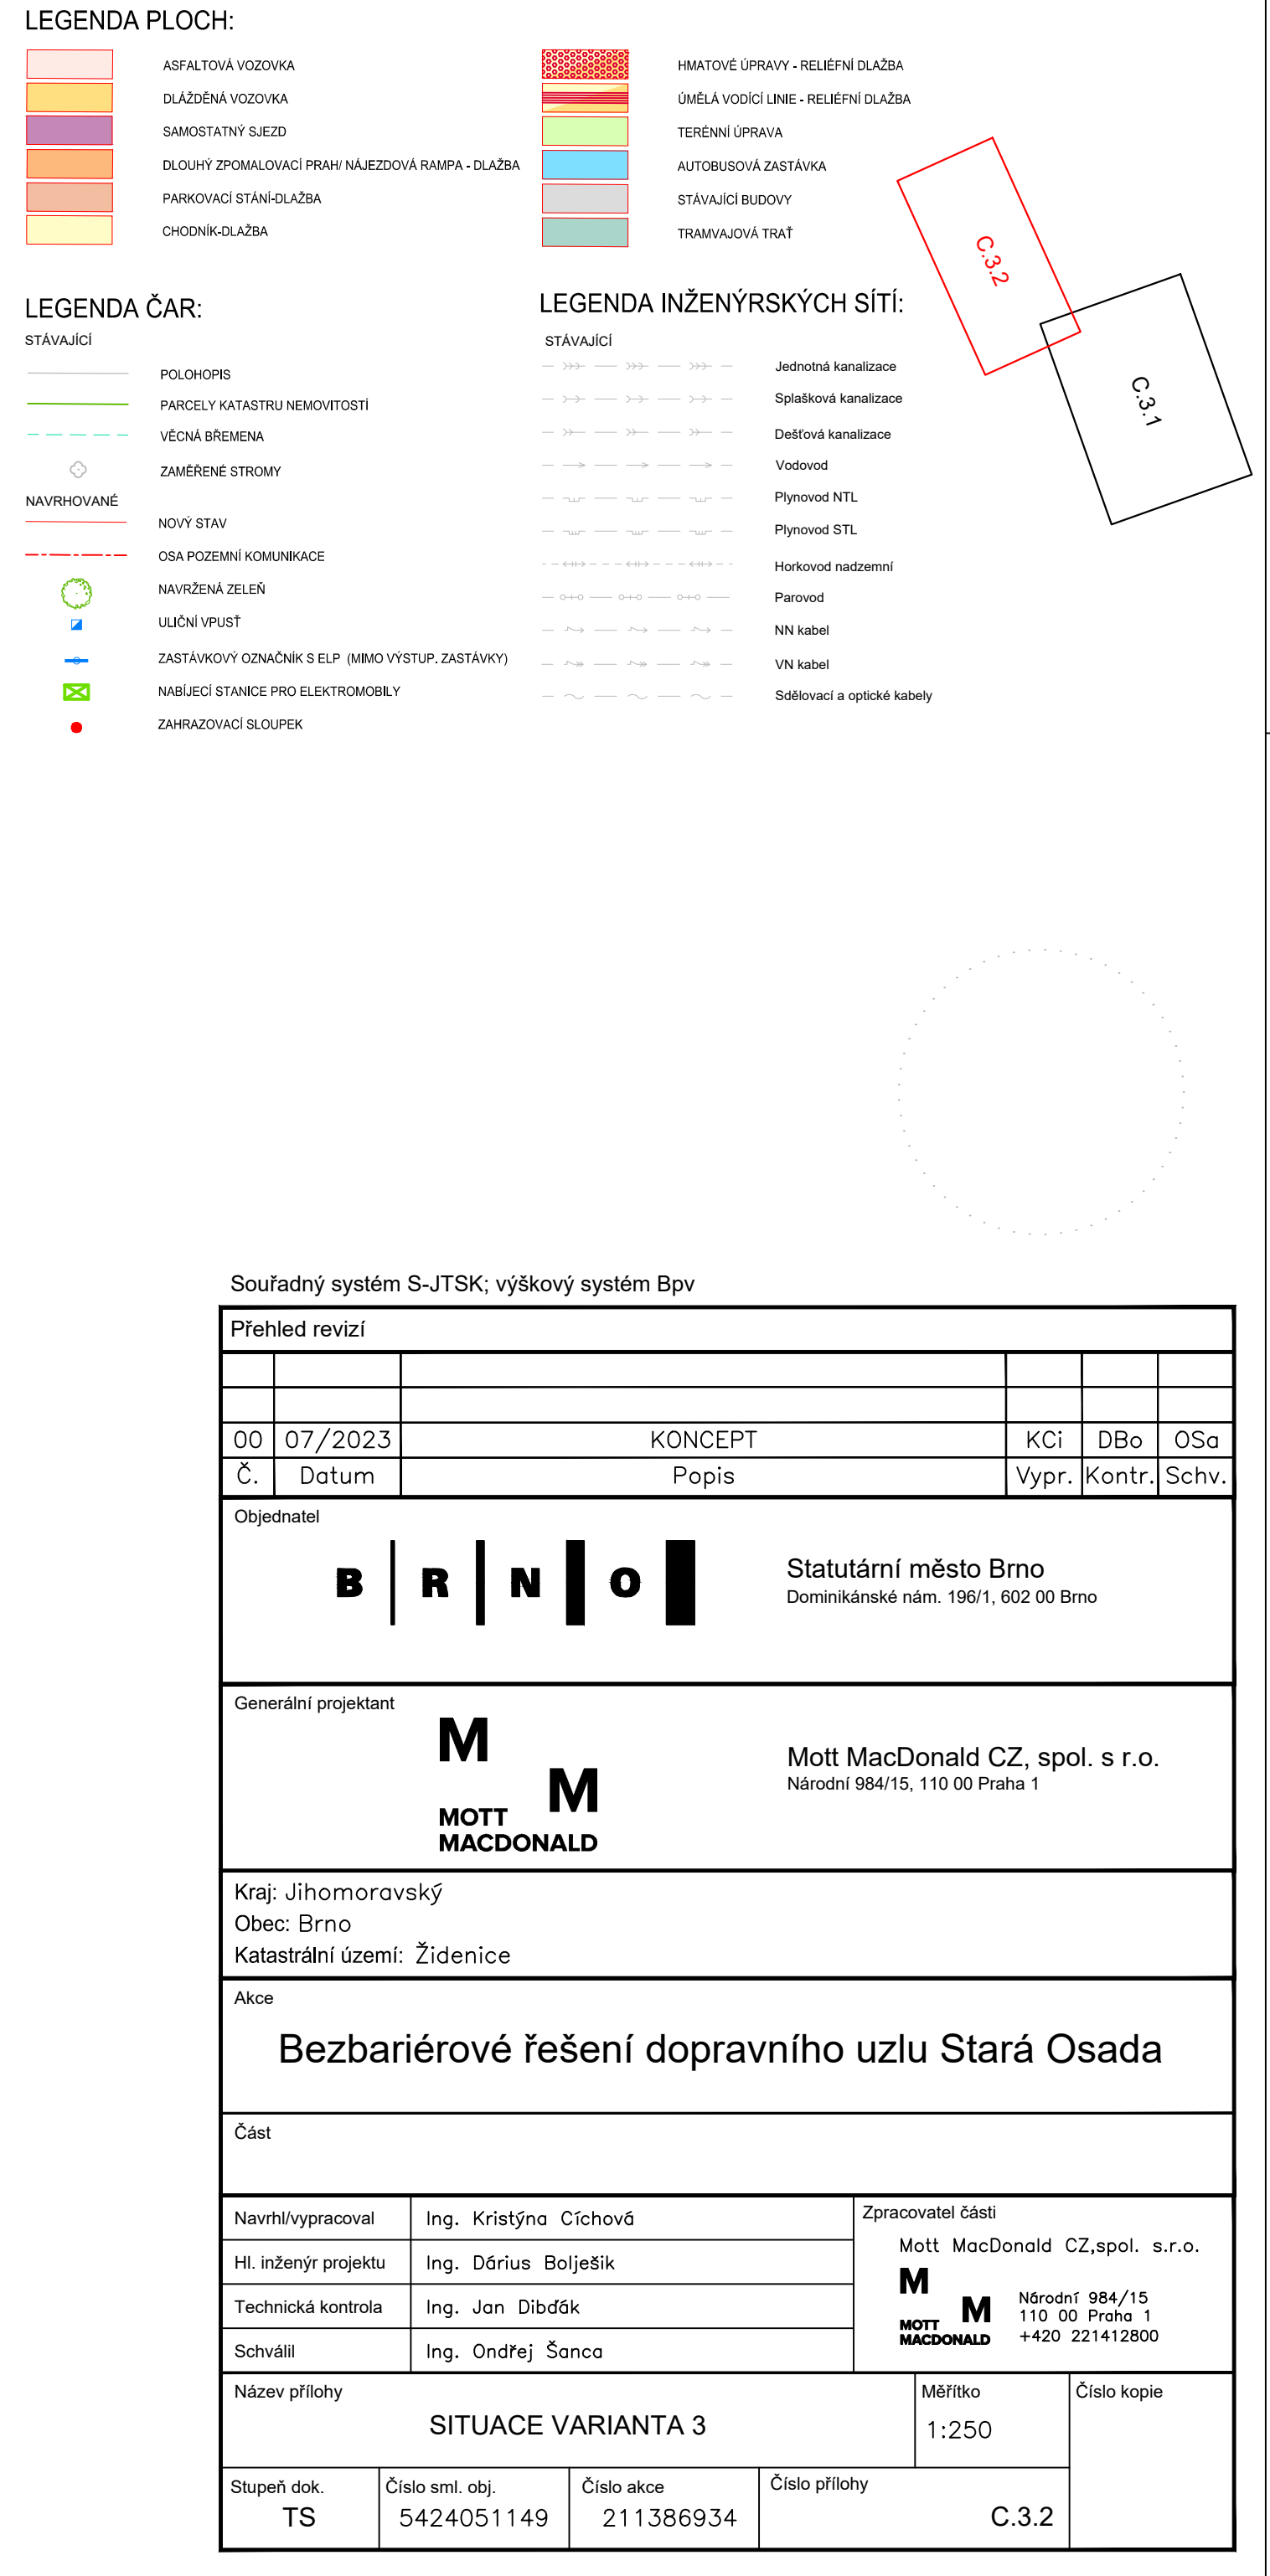 LEGENDA PLOCH:
ASFALTOVÁ VOZOVKA
DLÁŽDĚNÁ VOZOVKA
SAMOSTATNÝ SJEZD
DLOUHÝ ZPOMALOVACÍ PRAH/ NÁJEZDOVÁ RAMPA - DLAŽBA
PARKOVACÍ STÁNÍ-DLAŽBA
CHODNÍK-DLAŽBA
HMATOVÉ ÚPRAVY - RELIÉFNÍ DLAŽBA
ÚMĚLÁ VODÍCÍ LINIE - RELIÉFNÍ DLAŽBA
TERÉNNÍ ÚPRAVA
AUTOBUSOVÁ ZASTÁVKA
STÁVAJÍCÍ BUDOVY
TRAMVAJOVÁ TRAŤ
C.3.2
C.3.1
LEGENDA ČAR:
STÁVAJÍCÍ
POLOHOPIS
PARCELY KATASTRU NEMOVITOSTÍ
VĚCNÁ BŘEMENA
ZAMĚŘENÉ STROMY
NAVRHOVANÉ
NOVÝ STAV
OSA POZEMNÍ KOMUNIKACE
NAVRŽENÁ ZELEŇ
ULIČNÍ VPUSŤ
ZASTÁVKOVÝ OZNAČNÍK S ELP (MIMO VÝSTUP. ZASTÁVKY)
NABÍJECÍ STANICE PRO ELEKTROMOBILY
ZAHRAZOVACÍ SLOUPEK
LEGENDA INŽENÝRSKÝCH SÍTÍ:
STÁVAJÍCÍ
Jednotná kanalizace
Splašková kanalizace
Dešťová kanalizace
Vodovod
Plynovod NTL
Plynovod STL
Horkovod nadzemní
Parovod
NN kabel
VN kabel
Sdělovací a optické kabely
Souřadný systém S-JTSK; výškový systém Bpv
Přehled revizí
00 07/2023 KONCEPT KCi DBo OSa
Č. Datum Popis Vypr. Kontr. Schv.
Objednatel
B R N O
Statutární město Brno
Dominikánské nám. 196/1, 602 00 Brno
Generální projektant
M
M
MOTT
MACDONALD
Mott MacDonald CZ, spol. s r.o.
Národní 984/15, 110 00 Praha 1
Kraj: Jihomoravský
Obec: Brno
Katastrální území: Židenice
Akce
Bezbariérové řešení dopravního uzlu Stará Osada
Část
Navrhl/vypracoval Ing. Kristýna Cíchová
Hl. inženýr projektu Ing. Dárius Bolješik
Technická kontrola Ing. Jan Dibďák
Schválil Ing. Ondřej Šanca
Zpracovatel části
Mott MacDonald CZ,spol. s.r.o.
M
M
MOTT
MACDONALD
Národní 984/15
110 00 Praha 1
+420 221412800
Název přílohy
SITUACE VARIANTA 3
Měřítko
1:250
Číslo kopie
Stupeň dok.
TS
Číslo sml. obj.
5424051149
Číslo akce
211386934
Číslo přílohy
C.3.2